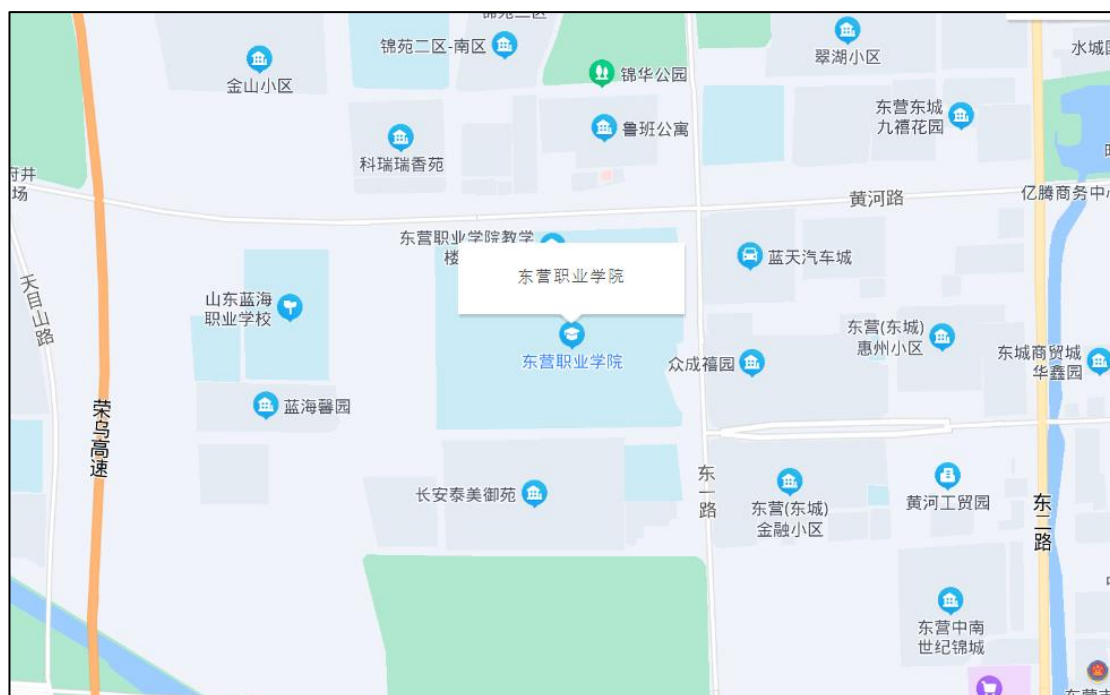 锦苑二区
锦苑二区-南区
翠湖小区
金山小区
锦华公园
东营东城
九禧花园
鲁班公寓
科瑞瑞香苑
黄河路
亿腾商务中心
东营职业学院教学
楼
蓝天汽车城
东营职业学院
天目山路
山东蓝海
职业学校
东营(东城)
惠州小区
东营职业学院
众成禧园
东城商贸城
华鑫园
蓝海馨园
荣乌高速
长安泰美御苑
东一路
东营(东城)
金融小区
黄河工贸园
东二路
东营中南
世纪锦城